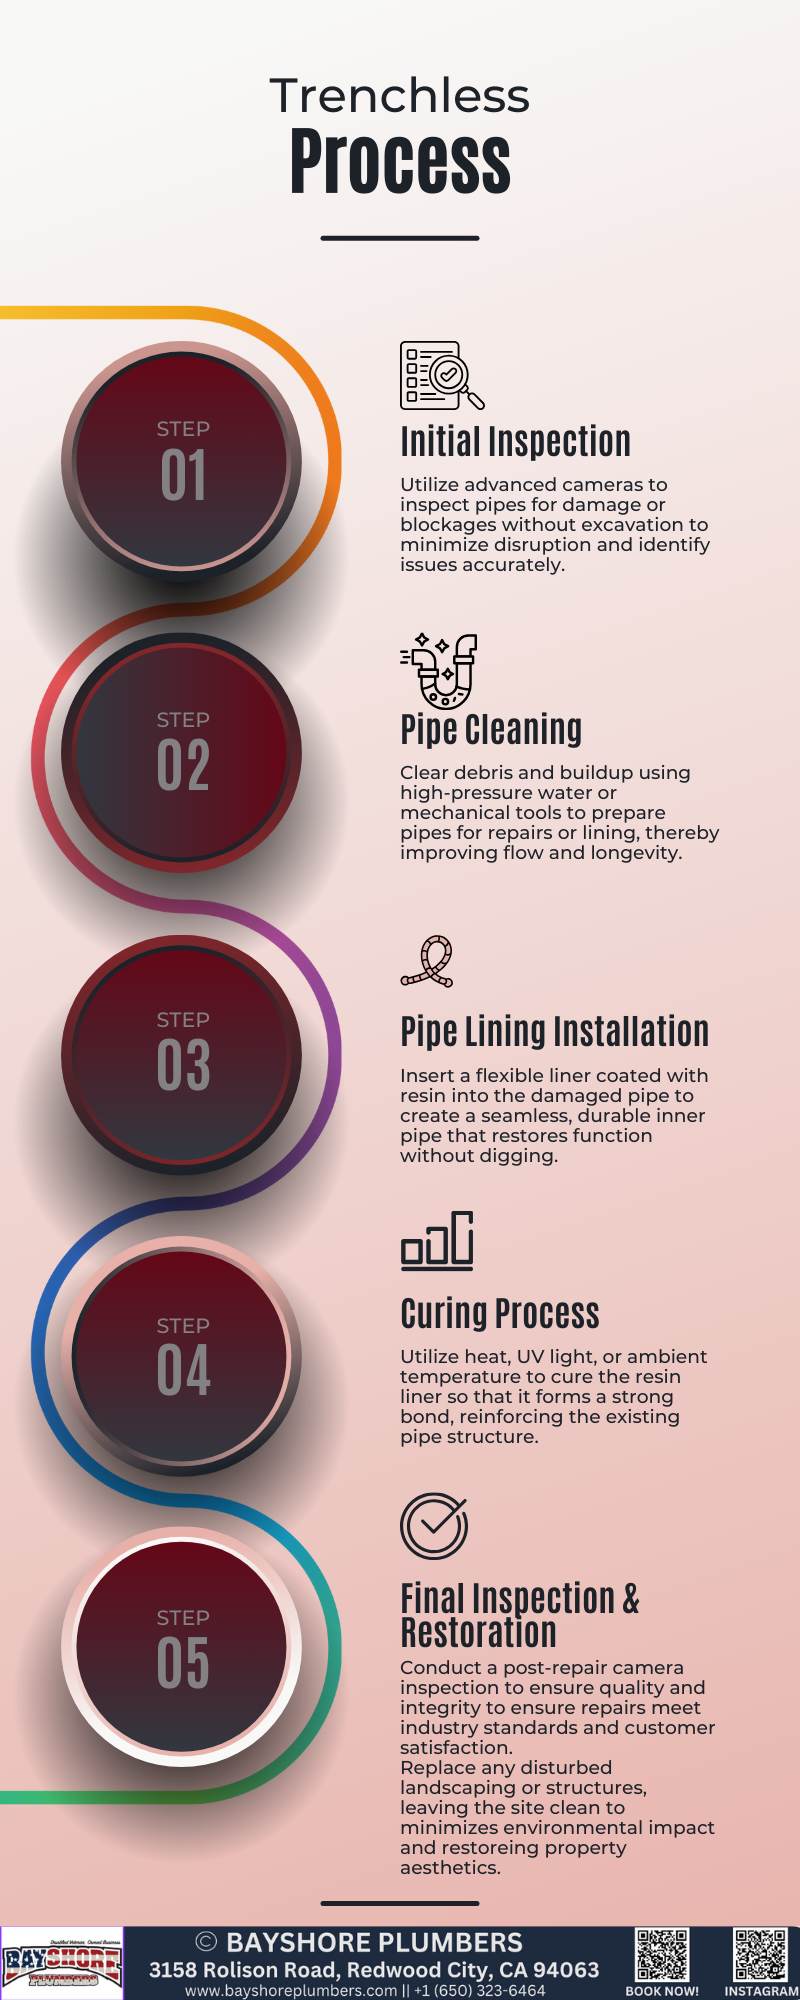 Trenchless
Process
STEP
01
Initial Inspection
Utilize advanced cameras to
inspect pipes for damage or
blockages without excavation to
minimize disruption and identify
issues accurately.
STEP
02
Pipe Cleaning
Clear debris and buildup using
high-pressure water or
mechanical tools to prepare
pipes for repairs or lining, thereby
improving flow and longevity.
STEP
03
Pipe Lining Installation
Insert a flexible liner coated with
resin into the damaged pipe to
create a seamless, durable inner
pipe that restores function
without digging.
STEP
04
Curing Process
Utilize heat, UV light, or ambient
temperature to cure the resin
liner so that it forms a strong
bond, reinforcing the existing
pipe structure.
STEP
05
Final Inspection &
Restoration
Conduct a post-repair camera
inspection to ensure quality and
integrity to ensure repairs meet
industry standards and customer
satisfaction.
Replace any disturbed
landscaping or structures,
leaving the site clean to
minimizes environmental impact
and restoreing property
aesthetics.
Disabled Veteran, Owned Business
BAYSHORE
PLUMBERS
© BAYSHORE PLUMBERS
3158 Rolison Road, Redwood City, CA 94063
www.bayshoreplumbers.com || +1 (650) 323-6464
BOOK NOW!
INSTAGRAM